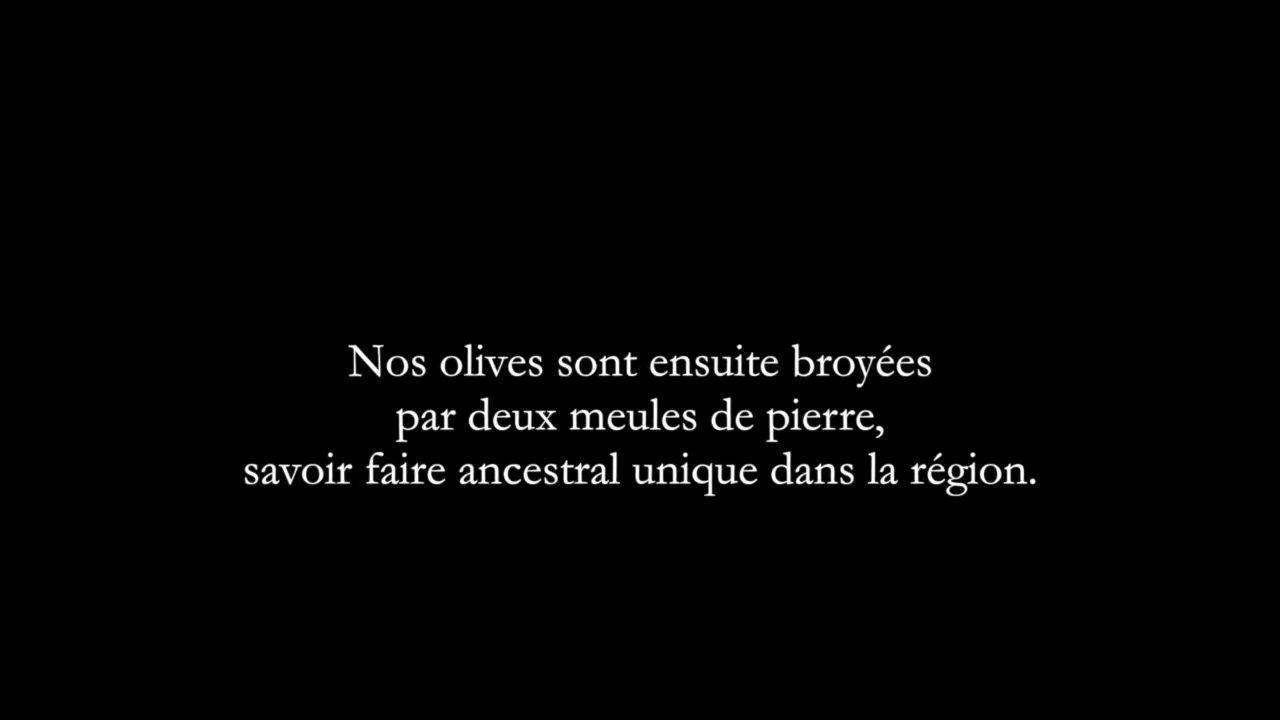 Nos olives sont ensuite broyées
par deux meules de pierre,
savoir faire ancestral unique dans la région.